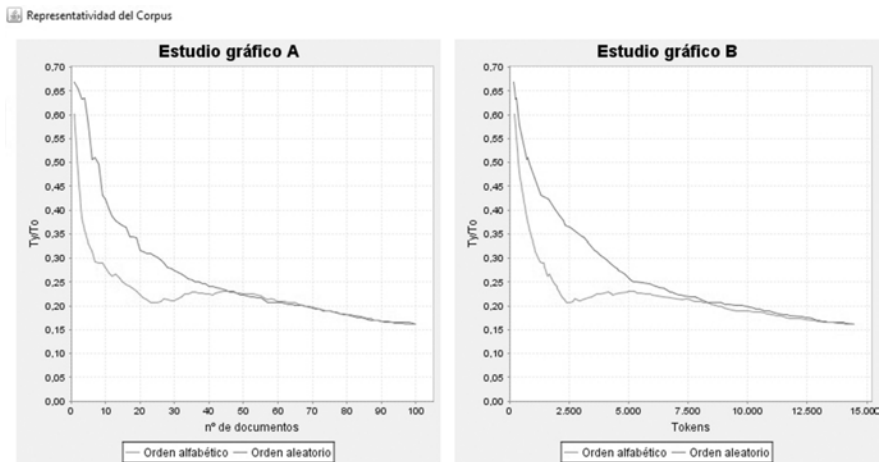 Representatividad del Corpus
Estudio gráfico A
0,70
0,65
0,60
0,55
0,50
0,45
0,40
0,35
0,30
0,25
0,20
0,15
0,10
0,05
0,00
Ty/To
0 10 20 30 40 50 60 70 80 90 100
nº de documentos
Orden alfabético Orden aleatorio
Estudio gráfico B
0,70
0,65
0,60
0,55
0,50
0,45
0,40
0,35
0,30
0,25
0,20
0,15
0,10
0,05
0,00
Ty/To
0 2.500 5.000 7.500 10.000 12.500 15.000
Tokens
Orden alfabético Orden aleatorio